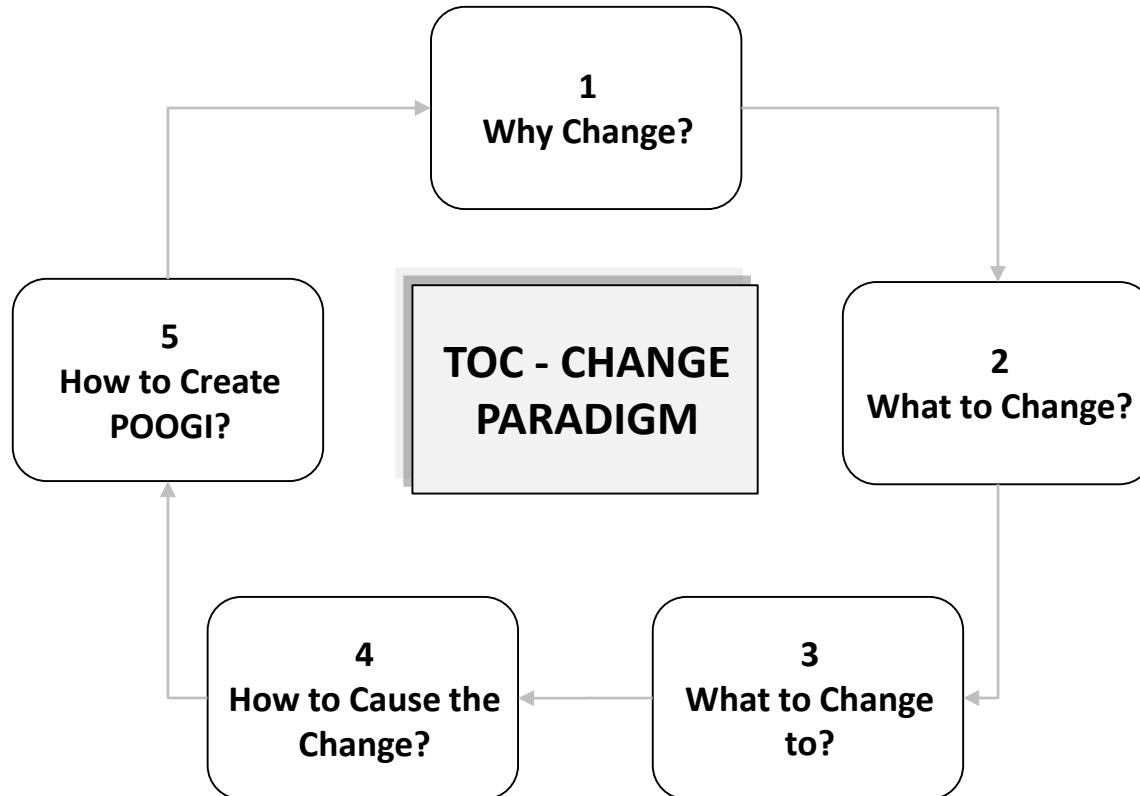 1
Why Change?
2
What to Change?
3
What to Change
to?
4
How to Cause the
Change?
5
How to Create
POOGI?
TOC - CHANGE
PARADIGM